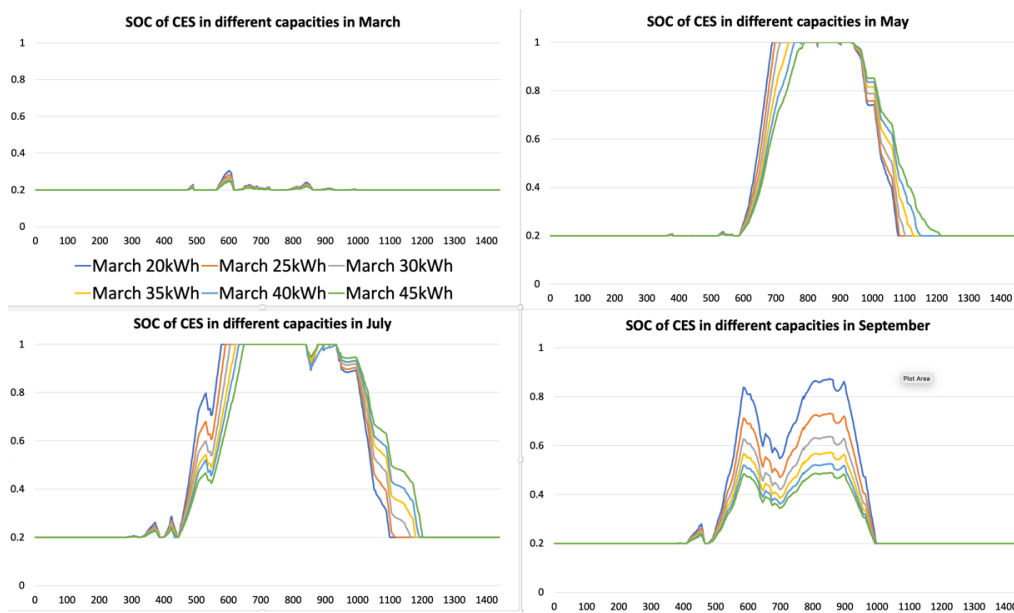 SOC of CES in different capacities in March
1
0.8
0.6
0.4
0.2
0
0 100 200 300 400 500 600 700 800 900 1000 1100 1200 1300 1400
March 20kWh March 25kWh March 30kWh
March 35kWh March 40kWh March 45kWh
SOC of CES in different capacities in May
1
0.8
0.6
0.4
0.2
0
0 100 200 300 400 500 600 700 800 900 1000 1100 1200 1300 1400
SOC of CES in different capacities in July
1
0.8
0.6
0.4
0.2
0
0 100 200 300 400 500 600 700 800 900 1000 1100 1200 1300 1400
SOC of CES in different capacities in September
1
Plot Area
0.8
0.6
0.4
0.2
0
0 100 200 300 400 500 600 700 800 900 1000 1100 1200 1300 1400